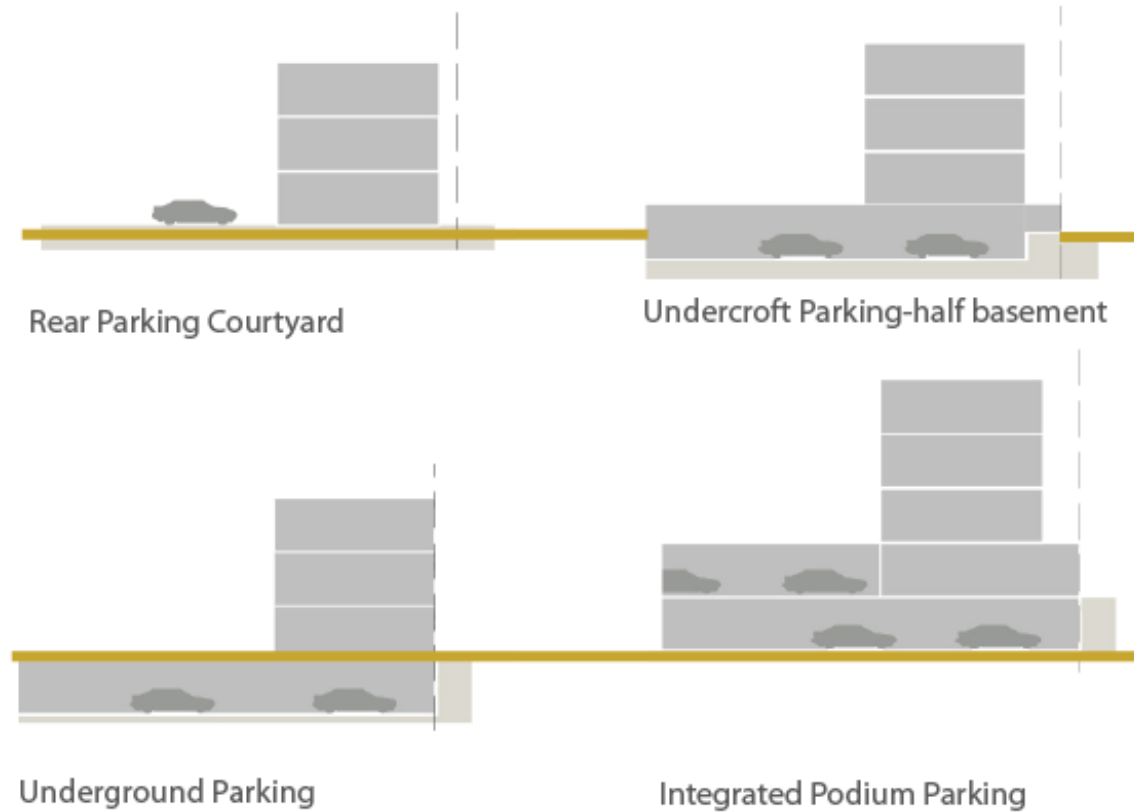 Rear Parking Courtyard
Undercroft Parking-half basement
Underground Parking
Integrated Podium Parking